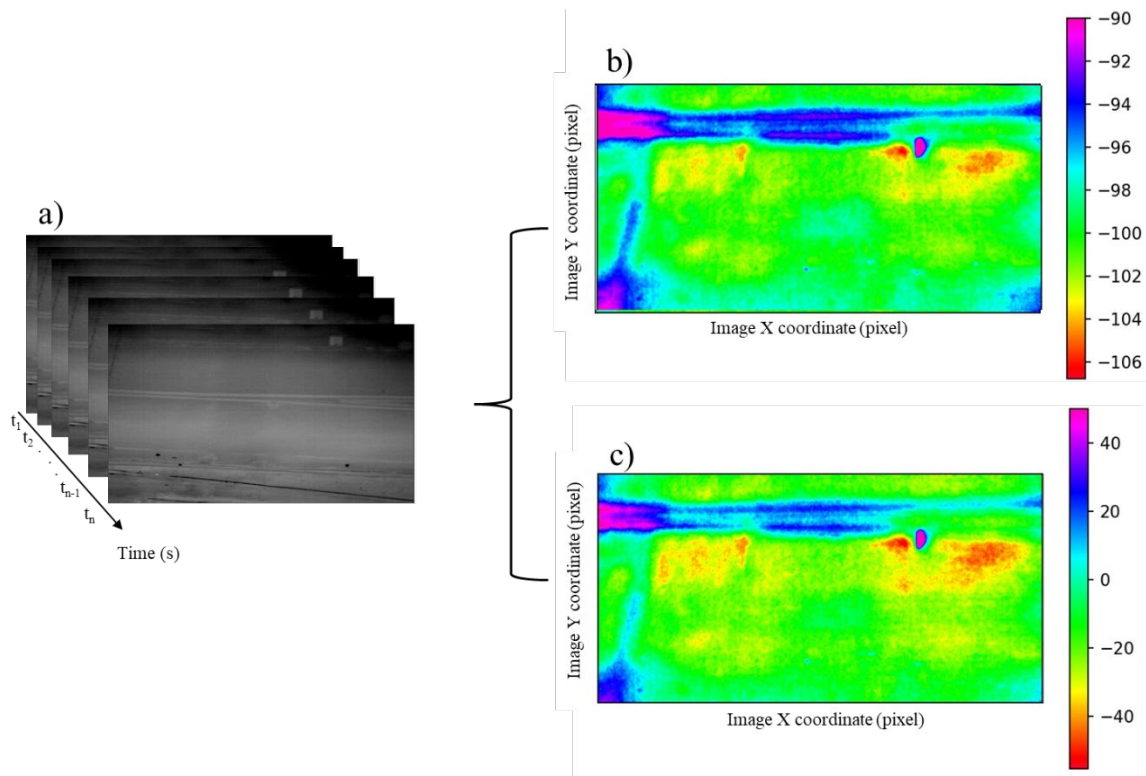 a)
t1
t2
. . .
tn-1
tn
Time (s)
b)
Image Y coordinate (pixel)
Image X coordinate (pixel)
−90
−92
−94
−96
−98
−100
−102
−104
−106
c)
Image Y coordinate (pixel)
Image X coordinate (pixel)
40
20
0
−20
−40